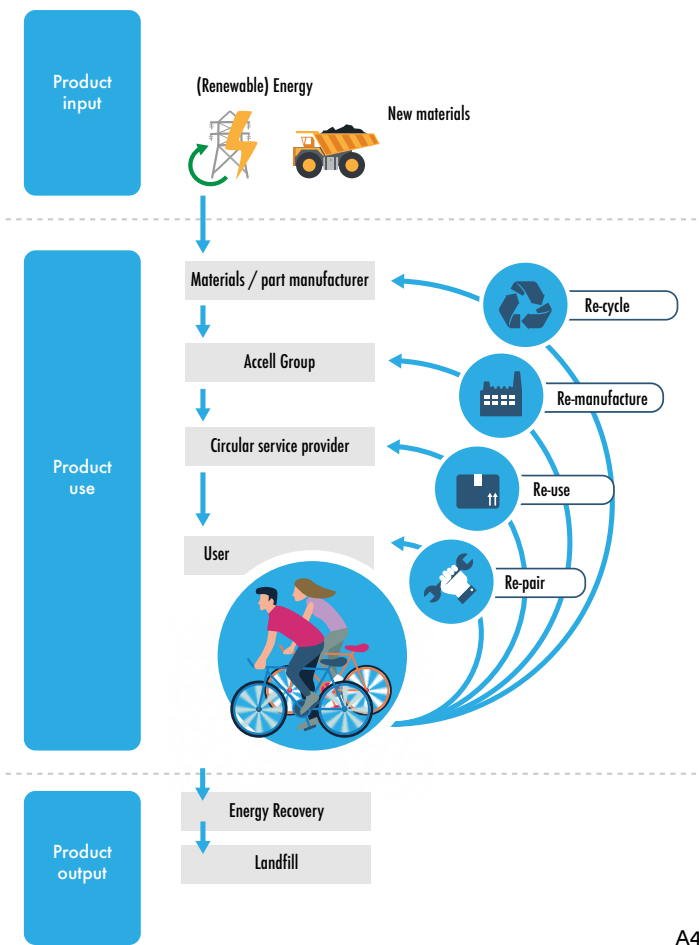 Product
input
(Renewable) Energy
New materials
Product
use
Materials / part manufacturer
Re-cycle
Accell Group
Re-manufacture
Circular service provider
Re-use
User
Re-pair
Product
output
Energy Recovery
Landfill
A4